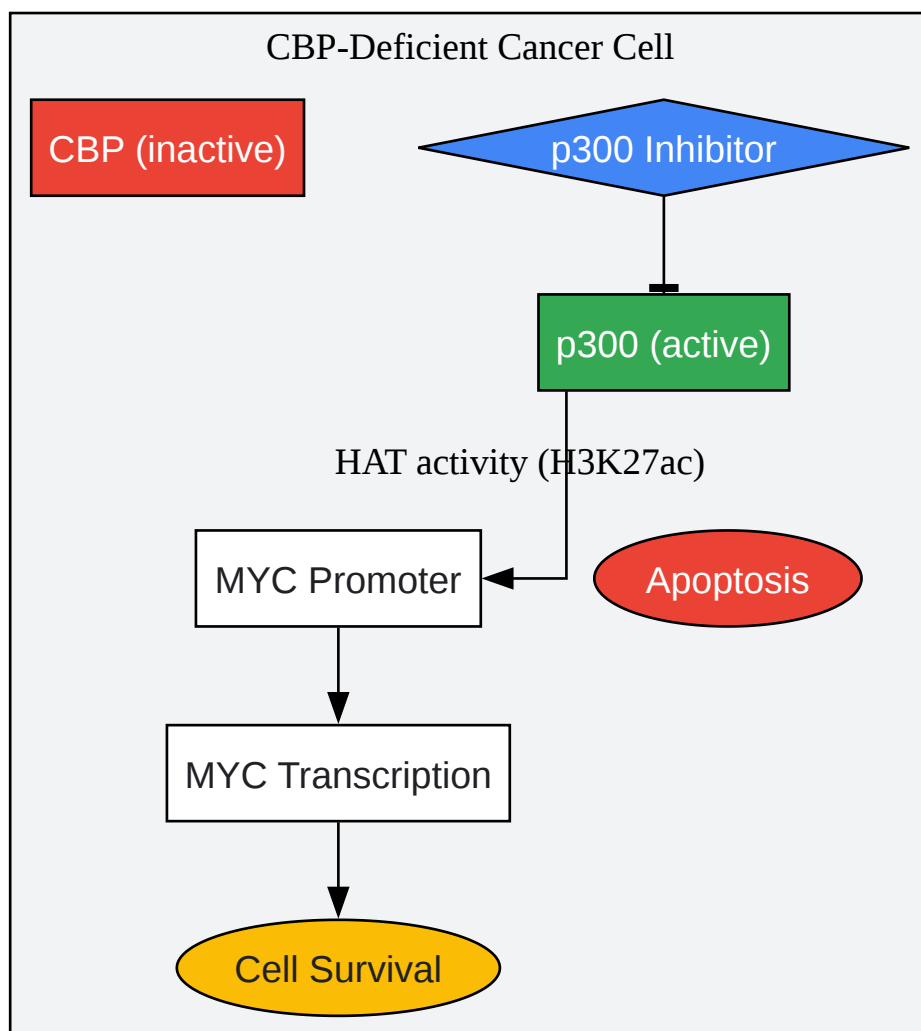 CBP-Deficient Cancer Cell
CBP (inactive)
p300 Inhibitor
p300 (active)
HAT activity (H3K27ac)
MYC Promoter
Apoptosis
MYC Transcription
Cell Survival